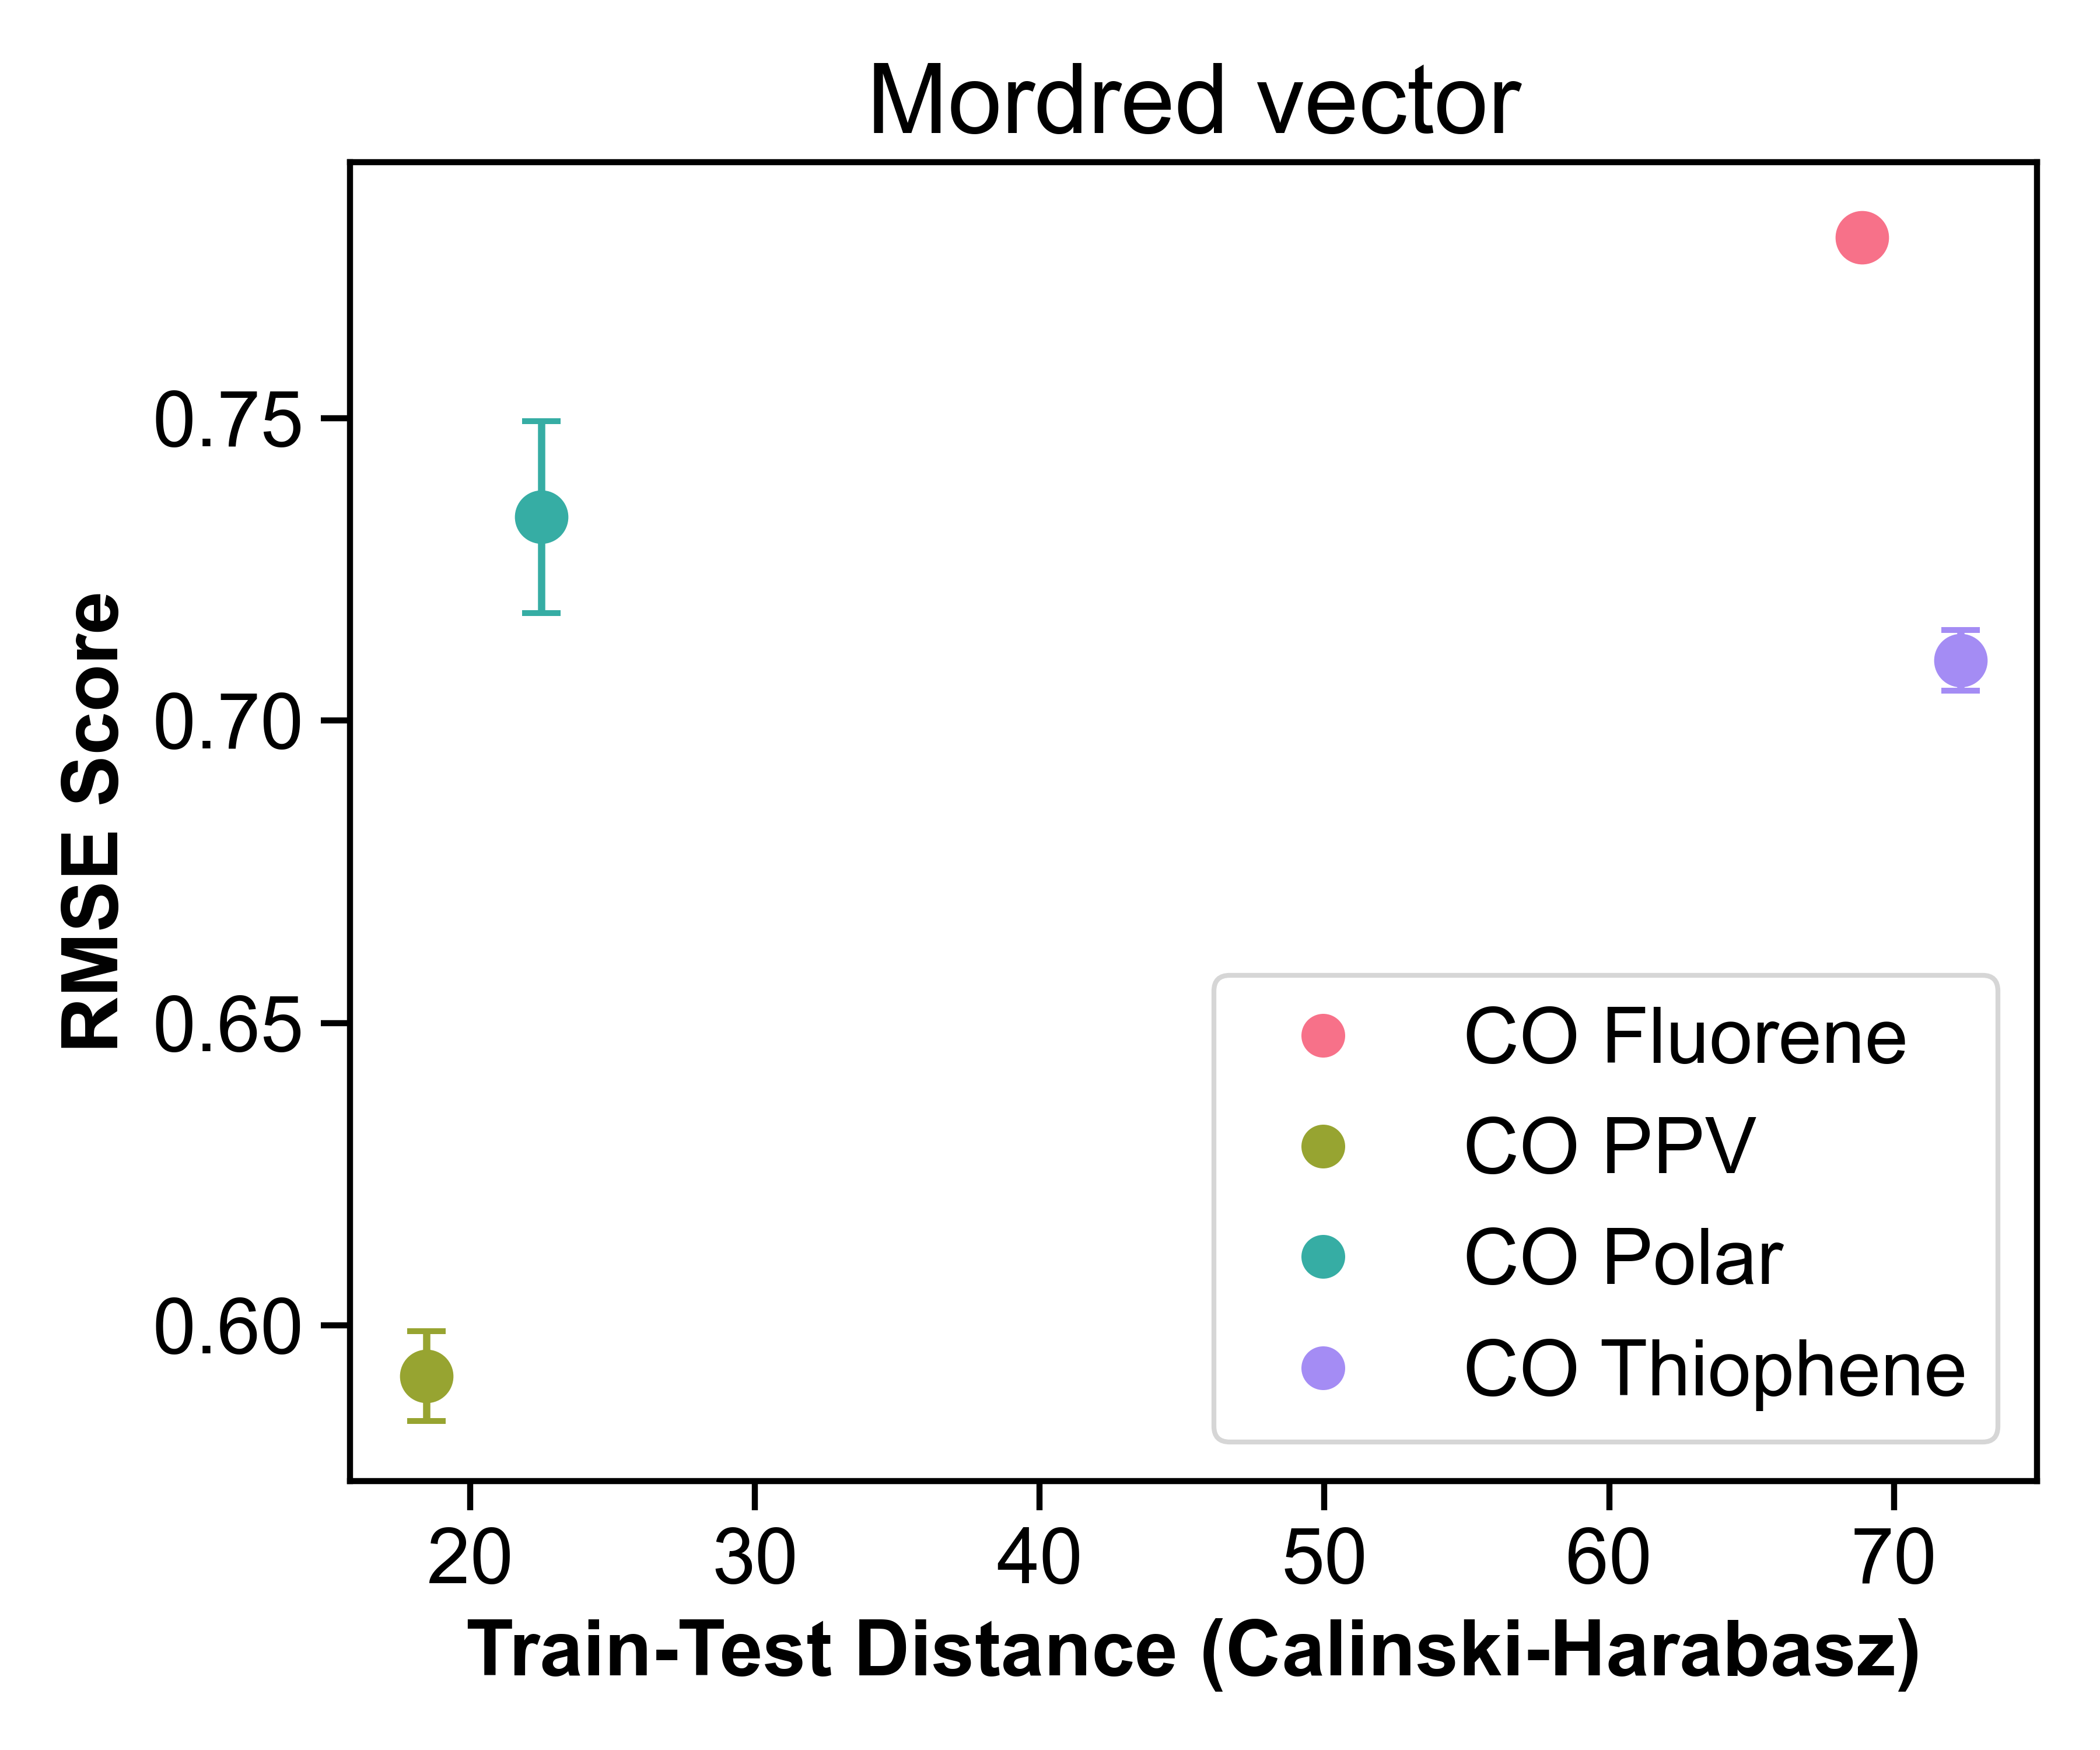 Mordred vector
RMSE Score
0.75
0.70
0.65
0.60
CO Fluorene
CO PPV
CO Polar
CO Thiophene
20 30 40 50 60 70
Train-Test Distance (Calinski-Harabasz)